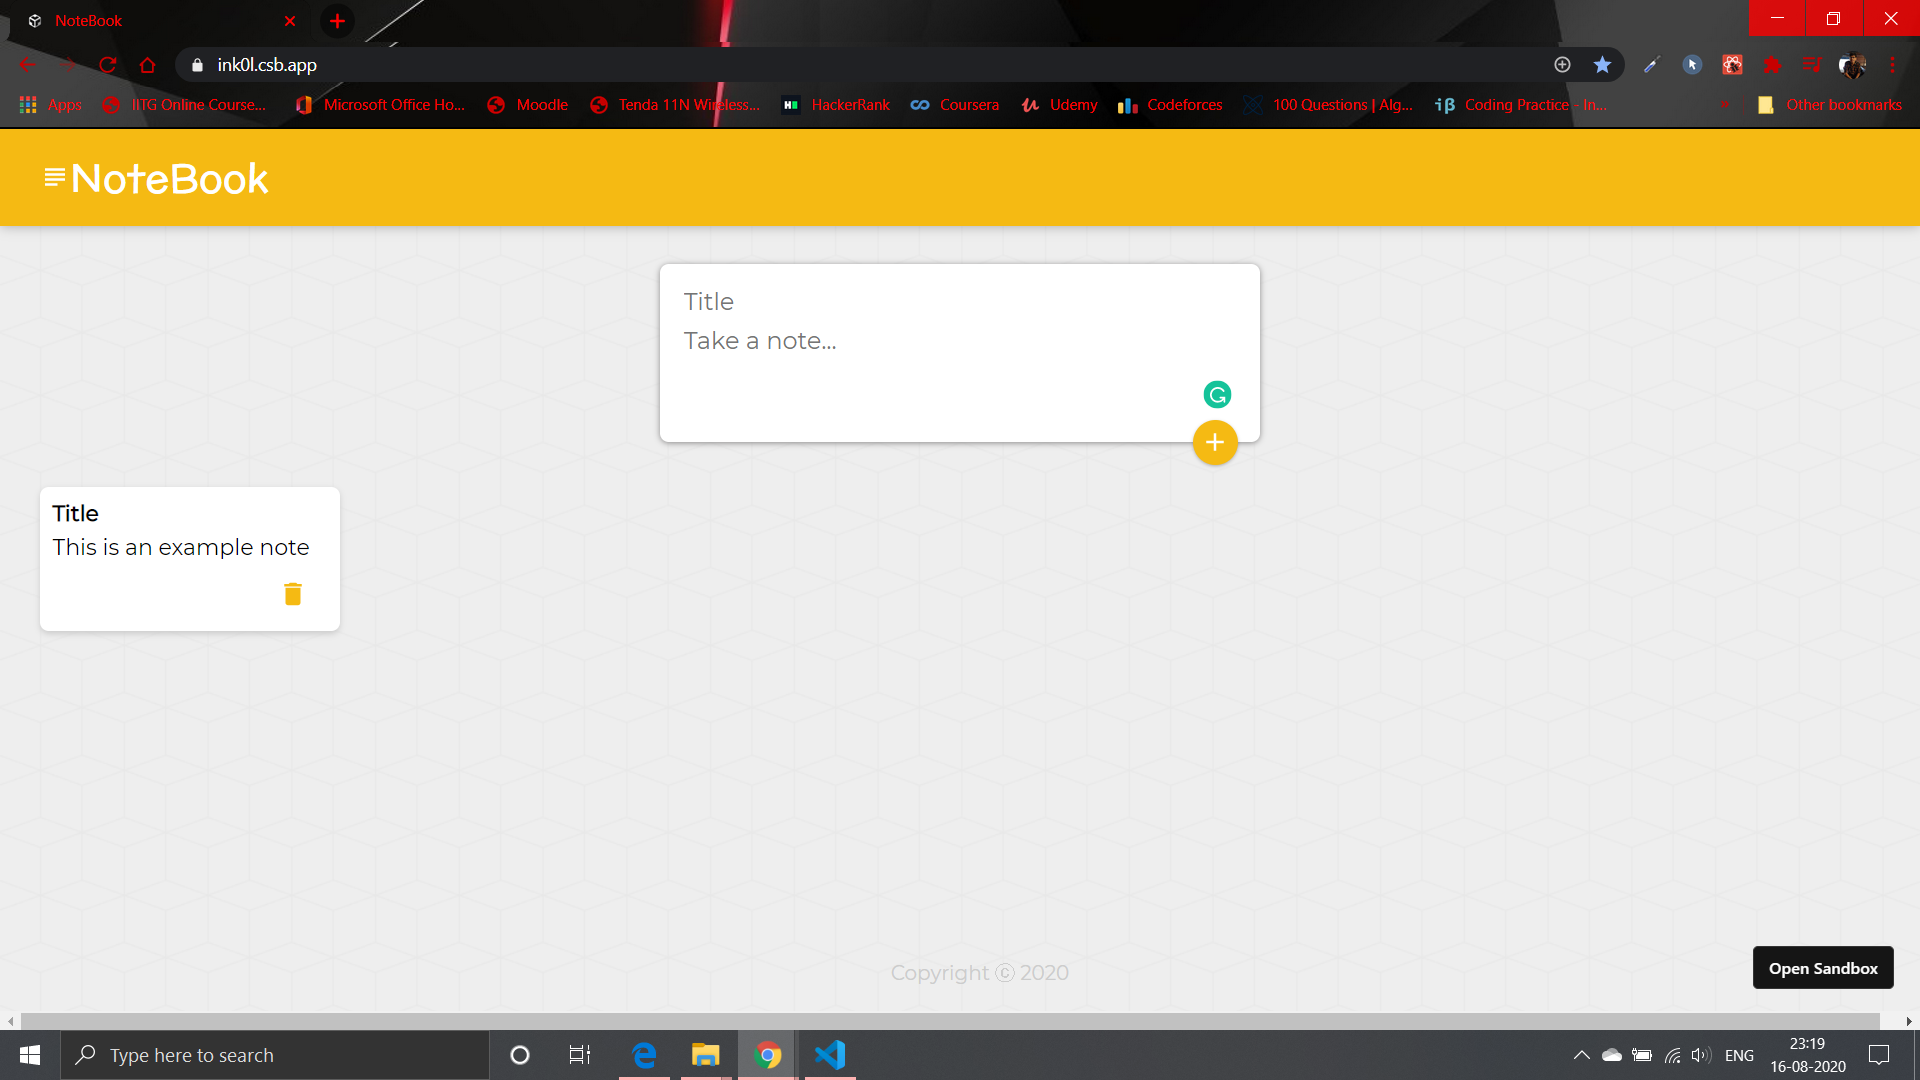 NoteBook
ink0l.csb.app
Apps
IITG Online Course...
Microsoft Office Ho...
Moodle
Tenda 11N Wireless...
HackerRank
Coursera
Udemy
Codeforces
100 Questions | Alg...
Coding Practice - In...
Other bookmarks
NoteBook
Title
Take a note...
Title
This is an example note
Copyright ⓒ 2020
Open Sandbox
Type here to search
ENG
23:19
16-08-2020